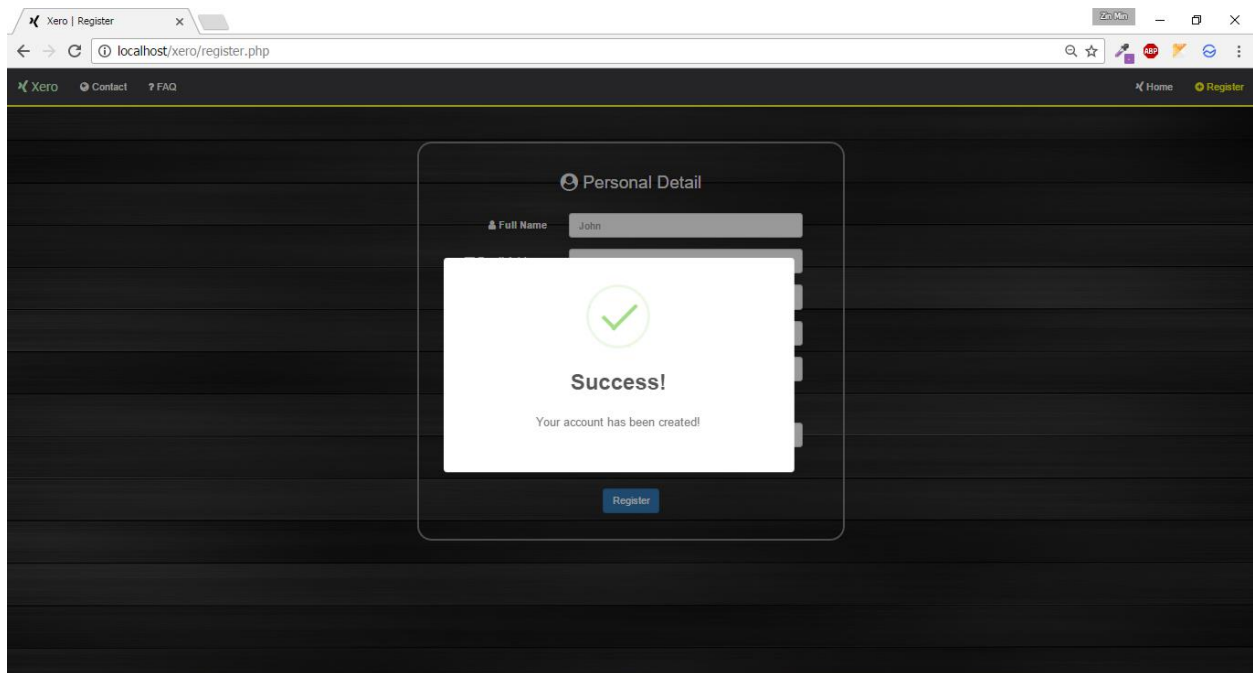 Xero | Register
Zin Min
localhost/xero/register.php
ABP
Xero Contact ? FAQ Home Register
Personal Detail
Full Name John
Success!
Your account has been created!
Register